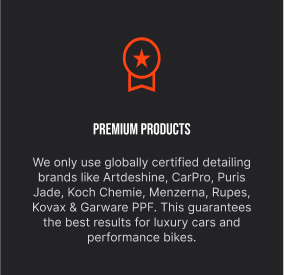 PREMIUM PRODUCTS
We only use globally certified detailing
brands like Artdeshine, CarPro, Puris
Jade, Koch Chemie, Menzerna, Rupes,
Kovax & Garware PPF. This guarantees
the best results for luxury cars and
performance bikes.